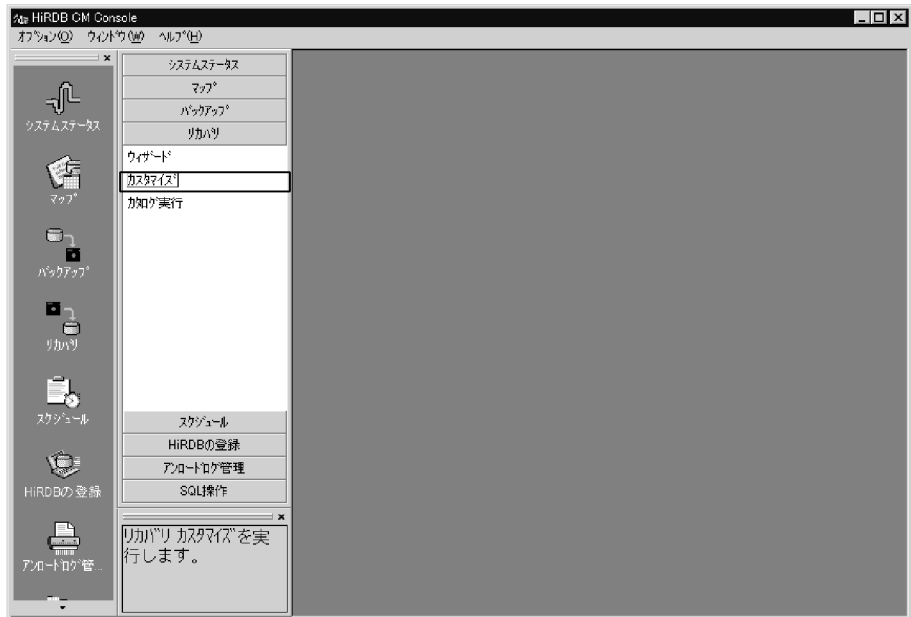 HiRDB CM Console
オプション(O) ウィンドウ(W) ヘルプ(H)
システムステータス
マップ
バックアップ
リカバリ
スケジュール
HiRDBの登録
アンロードログ管...
システムステータス
マップ
バックアップ
リカバリ
ウィザード
カスタマイズ
カタログ実行
スケジュール
HiRDBの登録
アンロードログ管理
SQL操作
リカバリ カスタマイズを実
行します。